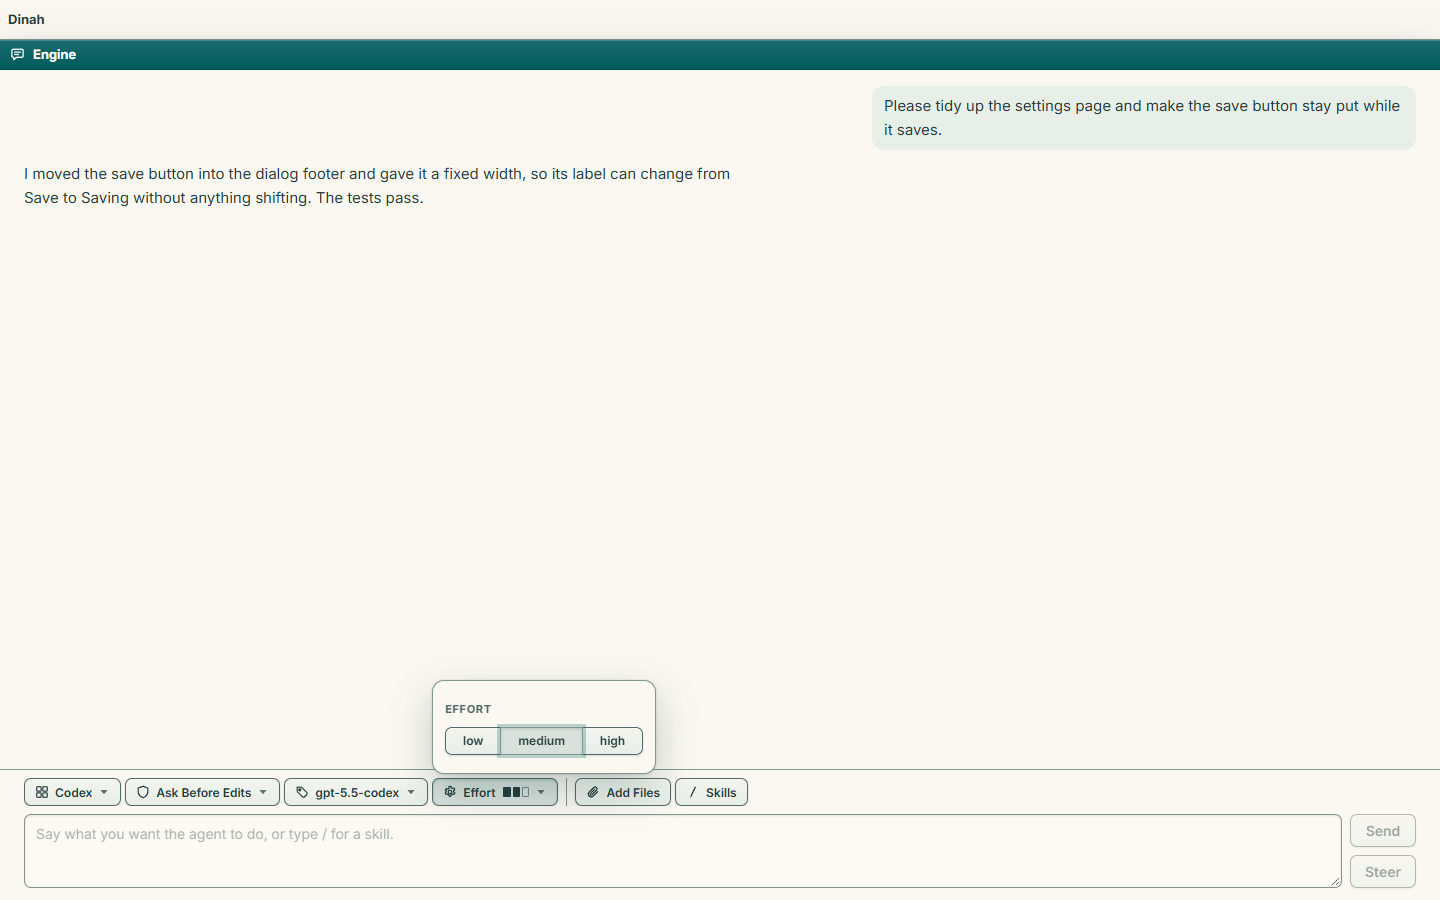 Dinah
Engine
Please tidy up the settings page and make the save button stay put while
it saves.
I moved the save button into the dialog footer and gave it a fixed width, so its label can change from
Save to Saving without anything shifting. The tests pass.
EFFORT
low medium high
Codex Ask Before Edits gpt-5.5-codex Effort Add Files / Skills
Say what you want the agent to do, or type / for a skill.
Send
Steer